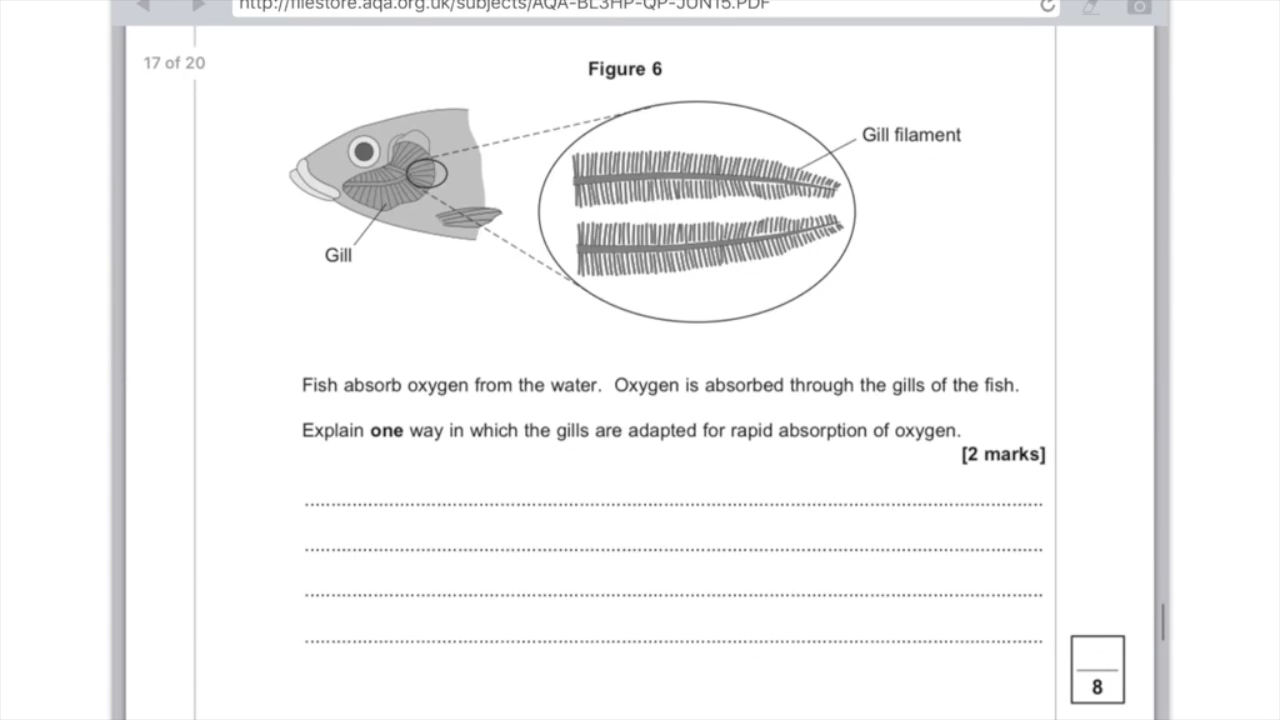 http://filestore.aqa.org.uk/subjects/AQA-BL3HP-QP-JUN15.PDF
17 of 20
Figure 6
Gill filament
Gill
Fish absorb oxygen from the water. Oxygen is absorbed through the gills of the fish.
Explain one way in which the gills are adapted for rapid absorption of oxygen.
[2 marks]
8